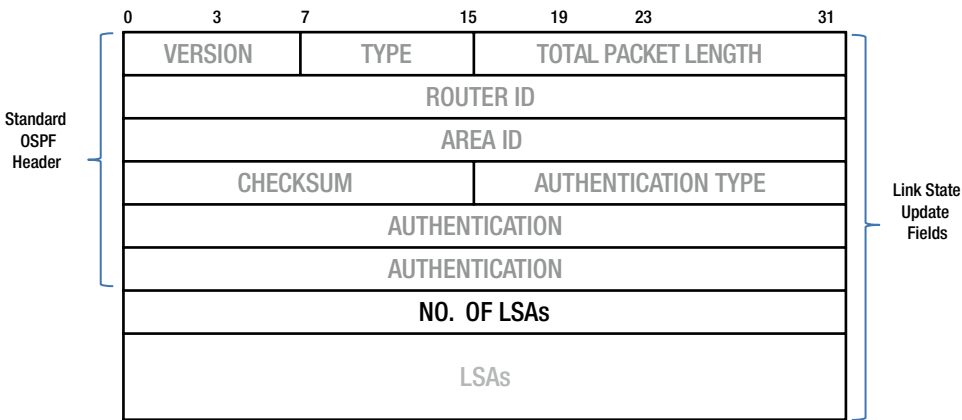 0 3 7 15 19 23 31
VERSION TYPE TOTAL PACKET LENGTH
ROUTER ID
Standard
OSPF
Header
AREA ID
CHECKSUM AUTHENTICATION TYPE
Link State
Update
Fields
AUTHENTICATION
AUTHENTICATION
NO. OF LSAs
LSAs